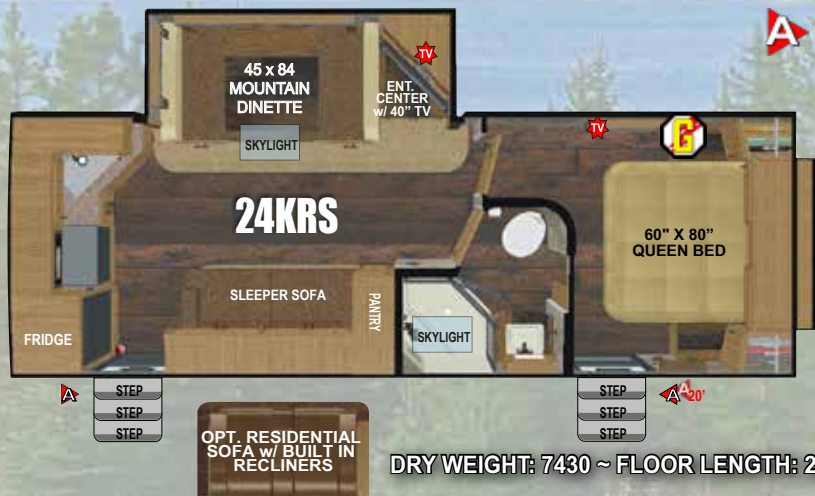 A
45 x 84
MOUNTAIN
DINETTE
TV
ENT.
CENTER
w/ 40" TV
SKYLIGHT
TV
G
24KRS
60" X 80"
QUEEN BED
SLEEPER SOFA
PANTRY
SKYLIGHT
FRIDGE
A
STEP
STEP
STEP
STEP
STEP
STEP
A
A
20'
OPT. RESIDENTIAL
SOFA w/ BUILT IN
RECLINERS
DRY WEIGHT: 7430 ~ FLOOR LENGTH: 2